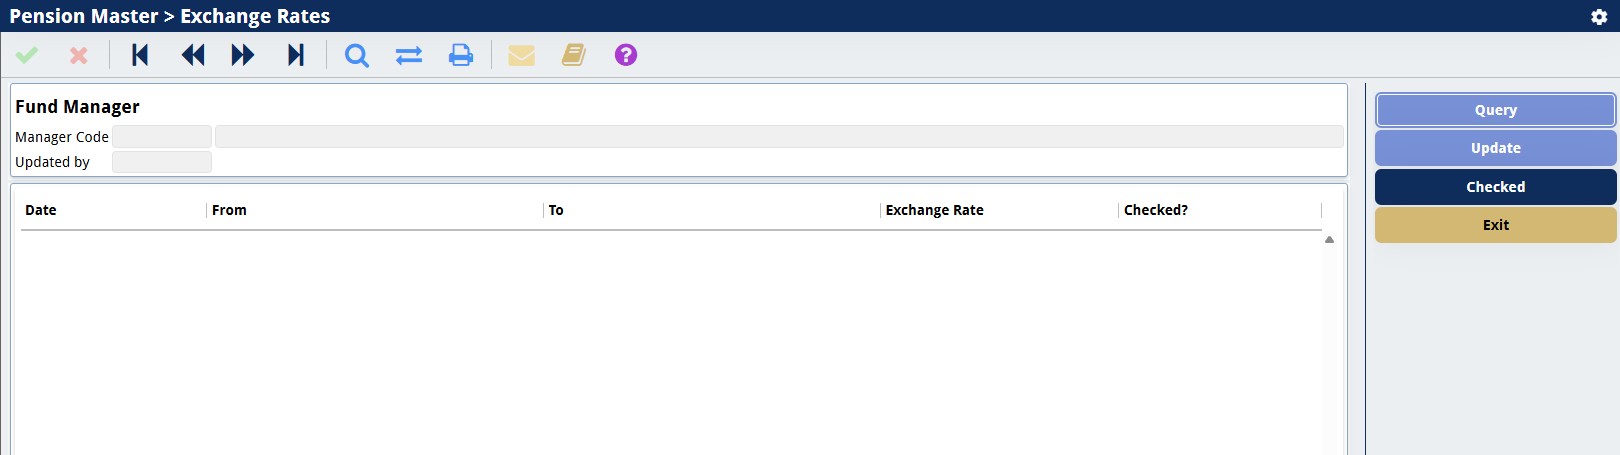 Pension Master > Exchange Rates
?
Fund Manager
Manager Code
Updated by
Date From To Exchange Rate Checked?
Query
Update
Checked
Exit